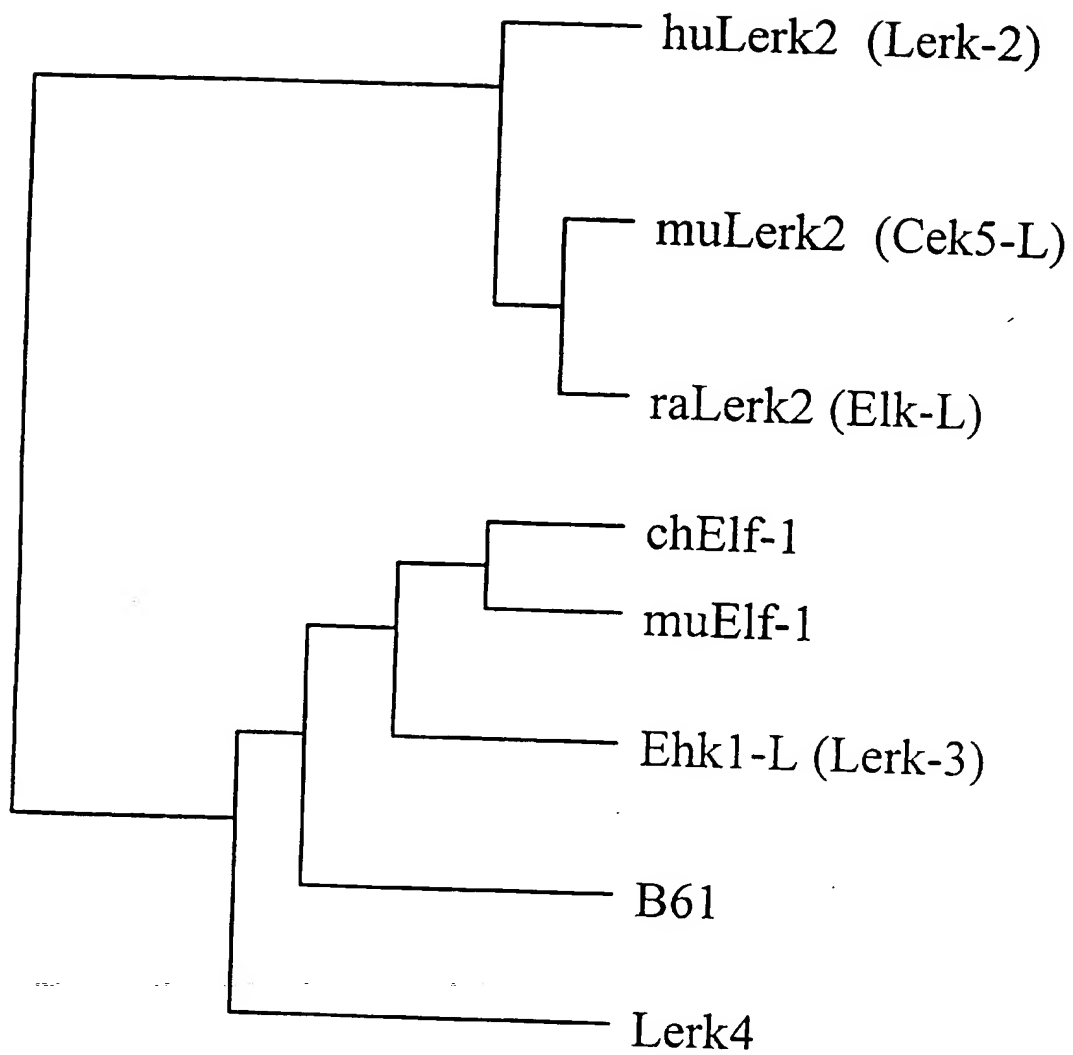 huLerk2 (Lerk-2)
muLerk2 (Cek5-L)
raLerk2 (Elk-L)
chElf-1
muElf-1
Ehk1-L (Lerk-3)
B61
Lerk4